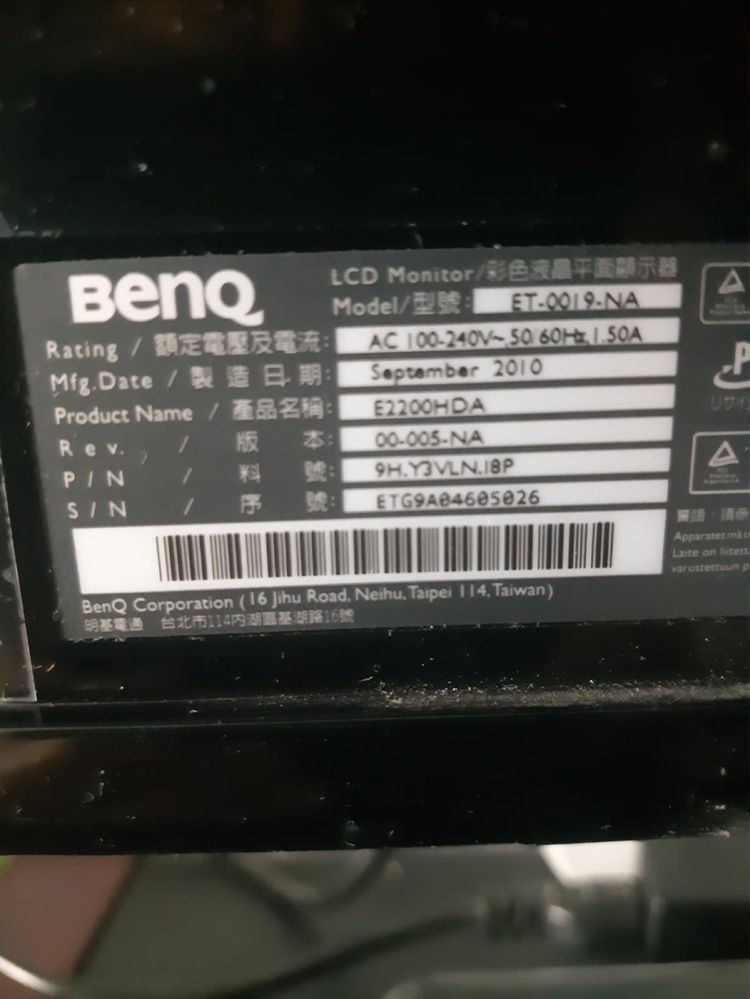 BenQ
LCD Monitor/彩色液晶平面顯示器
Model/型號: ET-0019-NA
Rating / 額定電壓及電流: AC 100-240V~,50/60Hz,1.50A
Mfg.Date / 製造日期: September 2010
Product Name / 產品名稱: E2200HDA
Rev. / 版本: 00-005-NA
P/N / 料號: 9H.Y3VLN.I8P
S/N / 序號: ETG9A04605026
BenQ Corporation (16 Jihu Road, Neihu, Taipei 114, Taiwan)
明基電通 台北市114內湖區基湖路16號
Laite on